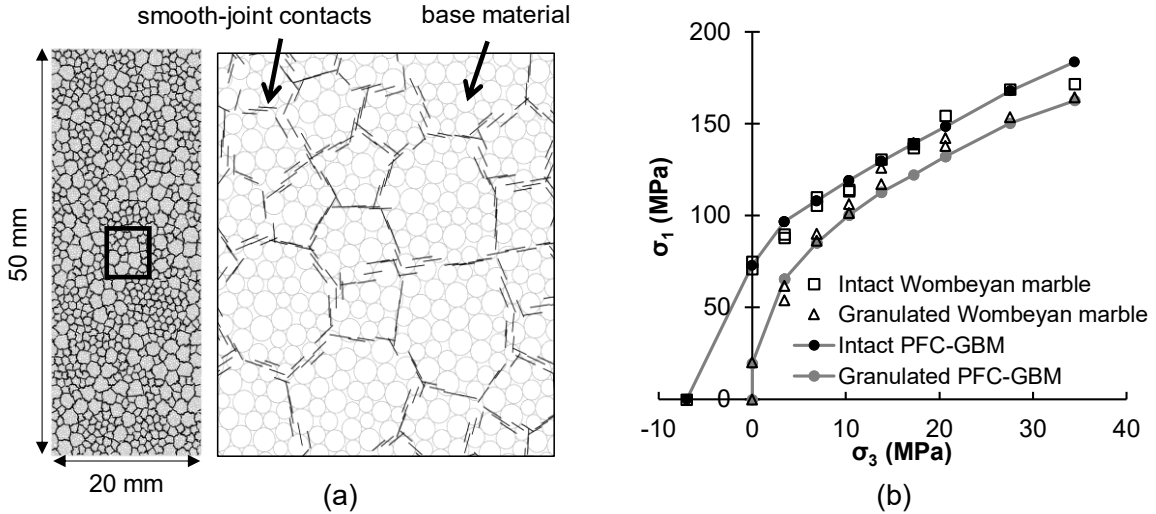 smooth-joint contacts
base material
50 mm
20 mm
(a)
200
150
100
50
0
-10 0 10 20 30 40
σ1 (MPa)
σ3 (MPa)
Intact Wombeyan marble
Granulated Wombeyan marble
Intact PFC-GBM
Granulated PFC-GBM
(b)